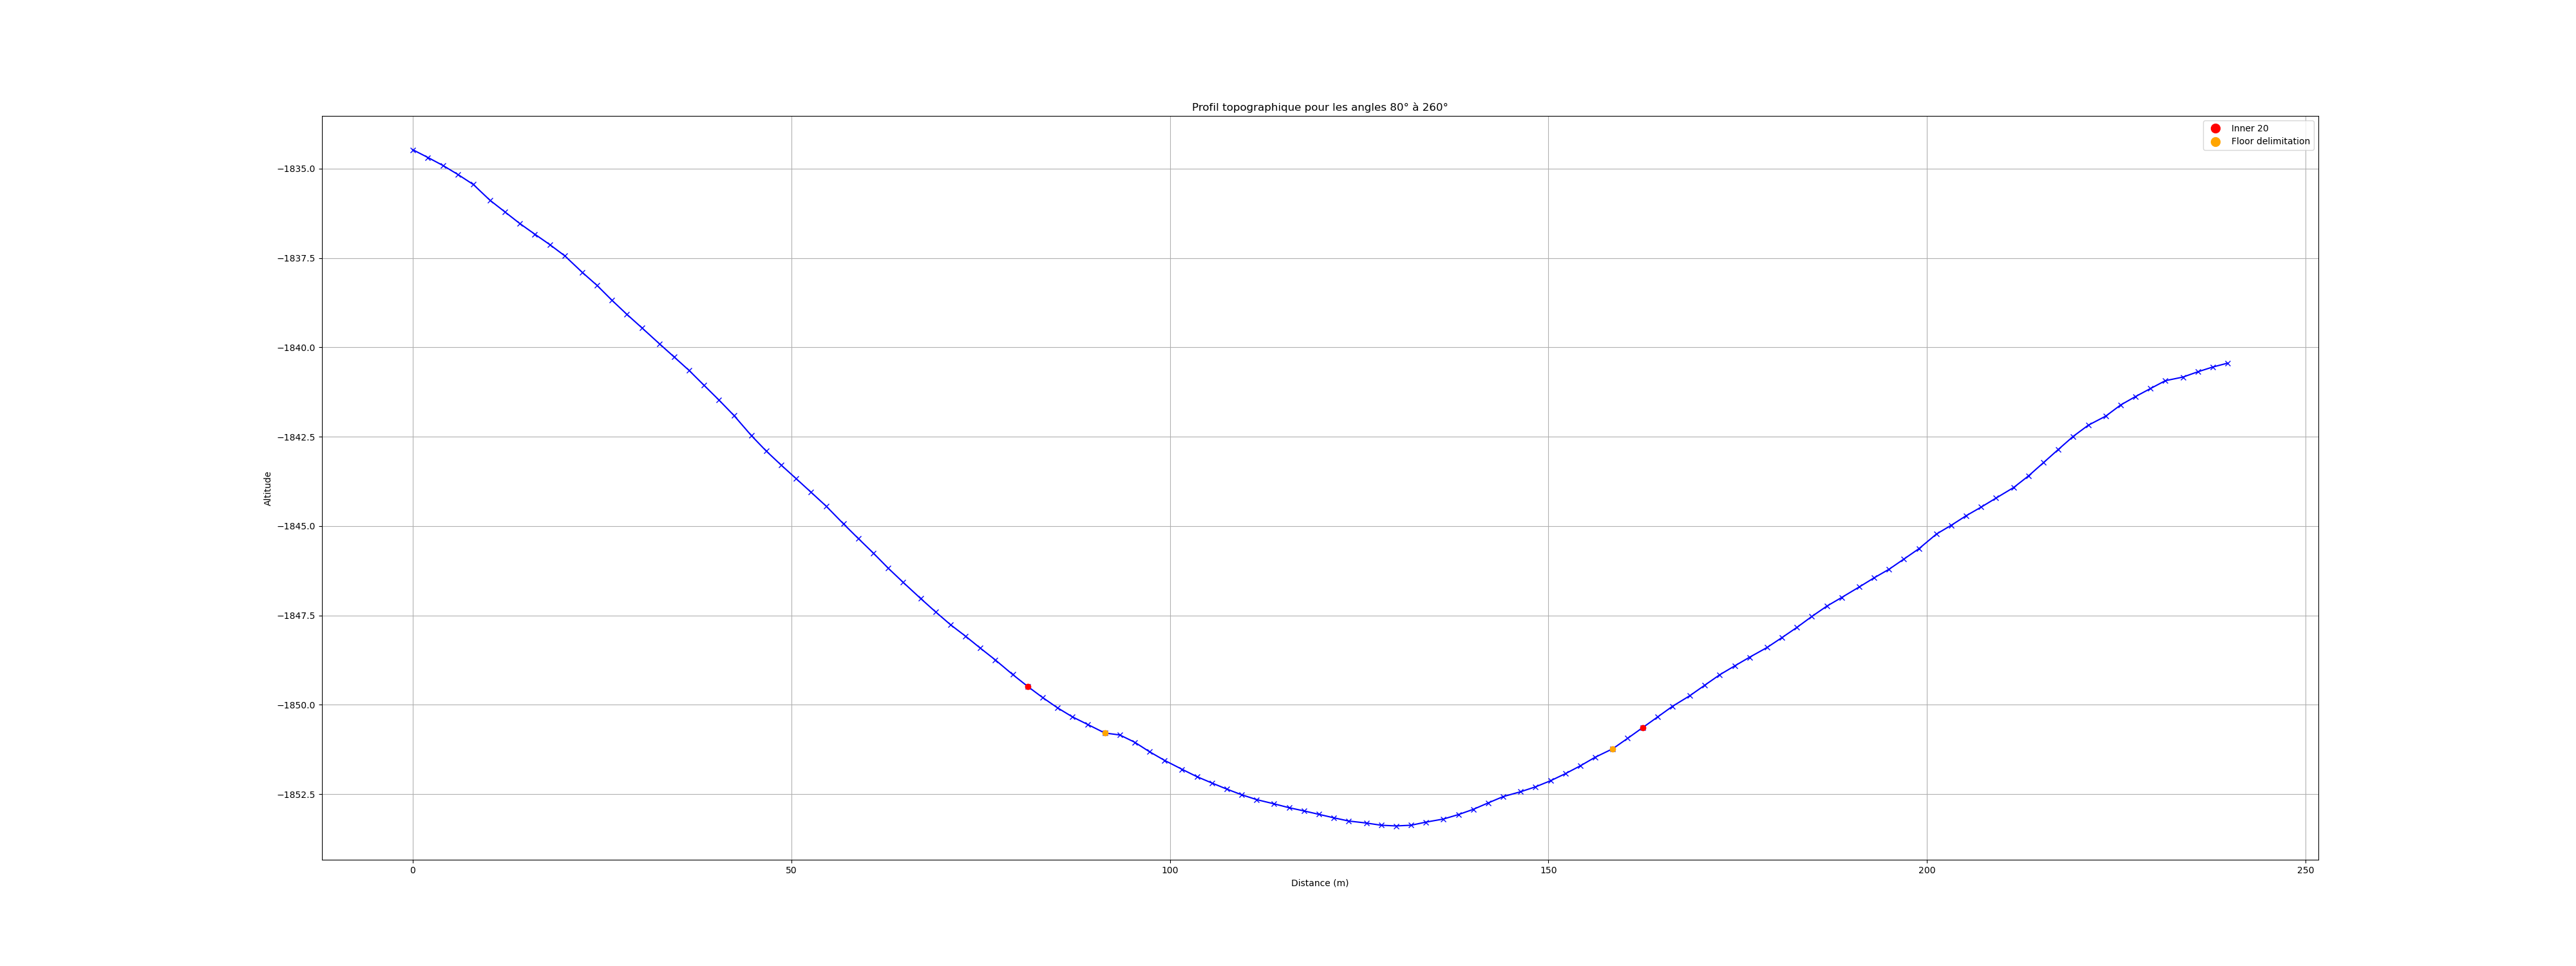 Profil topographique pour les angles 80° à 260°
Inner 20
Floor delimitation
−1835.0
−1837.5
−1840.0
−1842.5
−1845.0
−1847.5
−1850.0
−1852.5
Altitude
0 50 100 150 200 250
Distance (m)